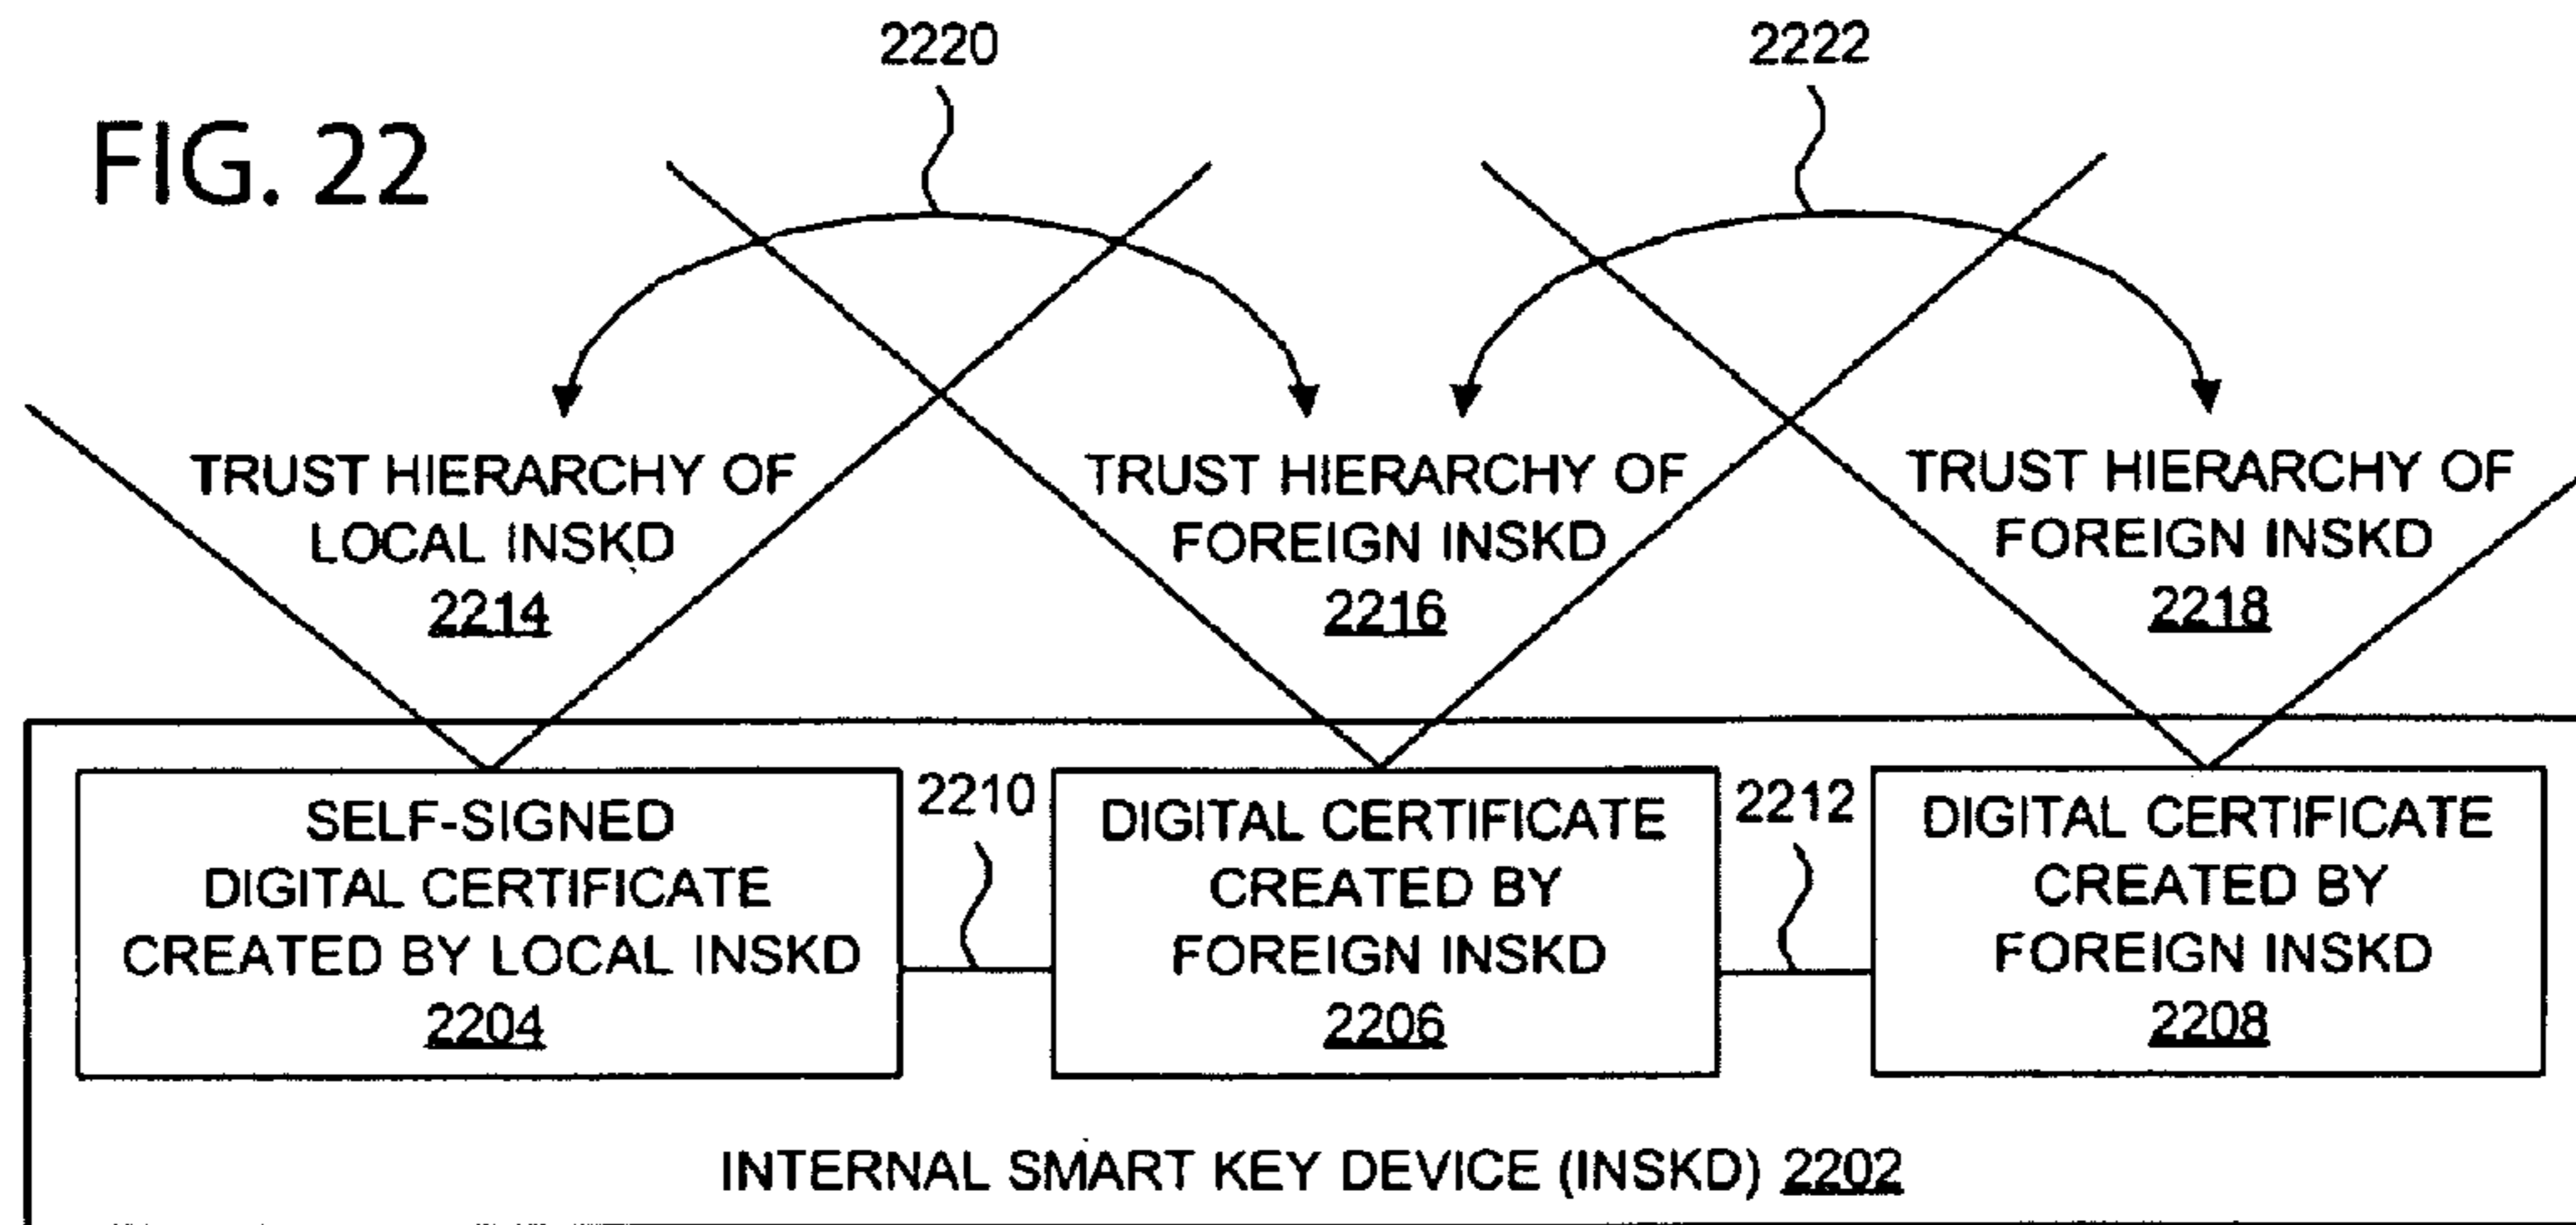 2220
2222
FIG. 22
TRUST HIERARCHY OF
LOCAL INSKD
2214
TRUST HIERARCHY OF
FOREIGN INSKD
2216
TRUST HIERARCHY OF
FOREIGN INSKD
2218
SELF-SIGNED
DIGITAL CERTIFICATE
CREATED BY LOCAL INSKD
2204
2210
DIGITAL CERTIFICATE
CREATED BY
FOREIGN INSKD
2206
2212
DIGITAL CERTIFICATE
CREATED BY
FOREIGN INSKD
2208
INTERNAL SMART KEY DEVICE (INSKD) 2202